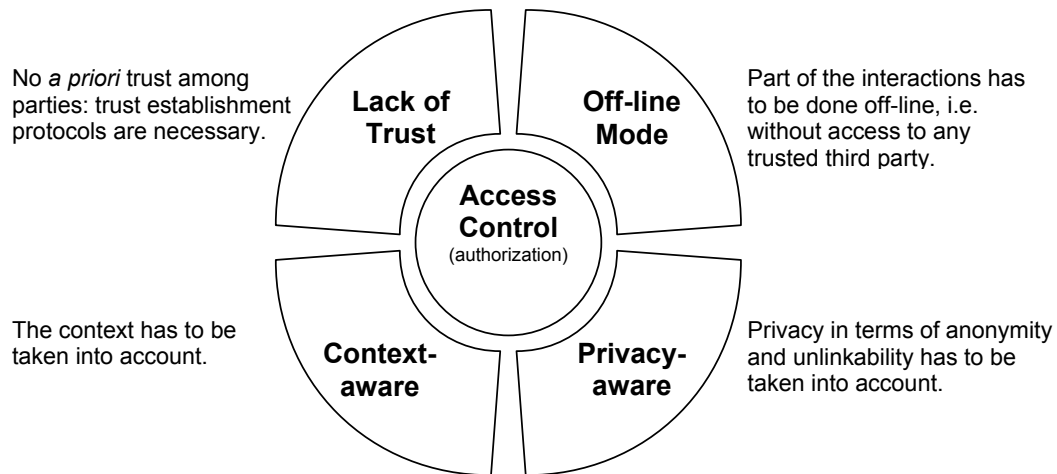 No a priori trust among
parties: trust establishment
protocols are necessary.
Lack of
Trust
Off-line
Mode
Part of the interactions has
to be done off-line, i.e.
without access to any
trusted third party.
Access
Control
(authorization)
The context has to be
taken into account.
Context-
aware
Privacy-
aware
Privacy in terms of anonymity
and unlinkability has to be
taken into account.